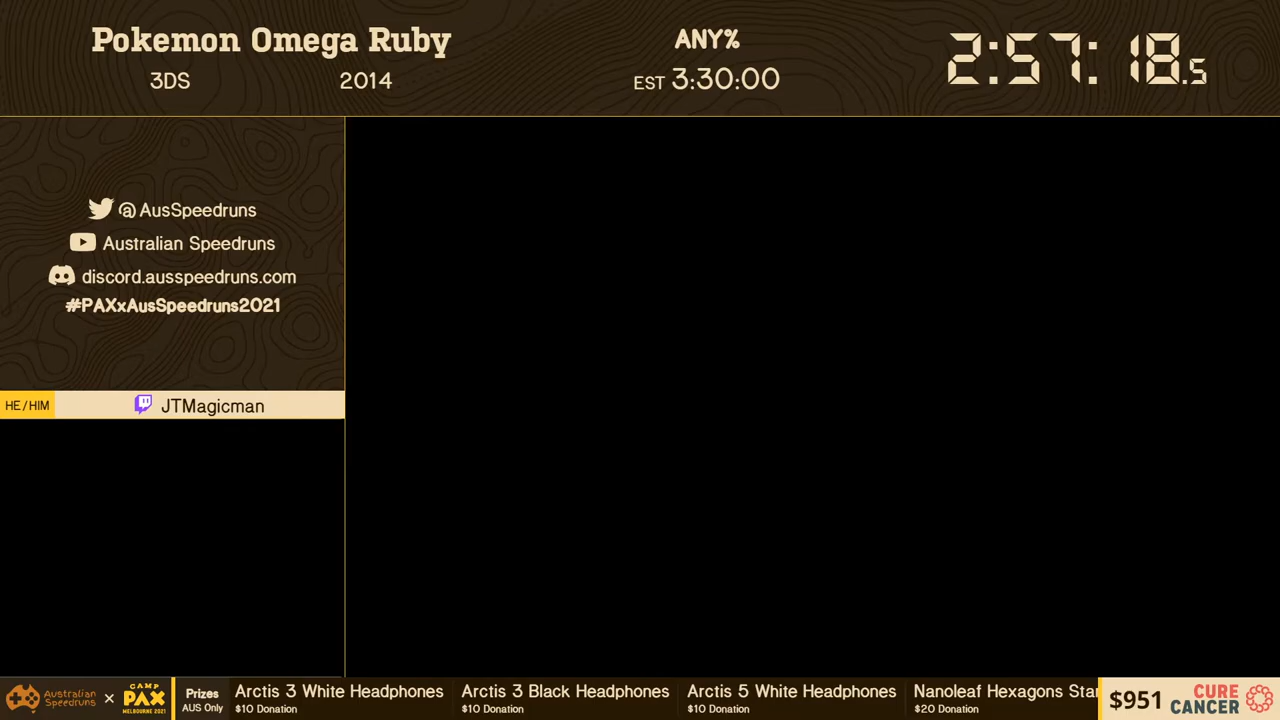 Pokemon Omega Ruby
3DS 2014
ANY%
EST 3:30:00
2:57:18.5
@AusSpeedruns
Australian Speedruns
discord.ausspeedruns.com
#PAXxAusSpeedruns2021
HE/HIM JTMagicman
Australian
Speedruns
×
CAMP
PAX
MELBOURNE 2021
Prizes
AUS Only
Arctis 3 White Headphones
$10 Donation
Arctis 3 Black Headphones
$10 Donation
Arctis 5 White Headphones
$10 Donation
Nanoleaf Hexagons Star
$20 Donation
$951
CURE
CANCER